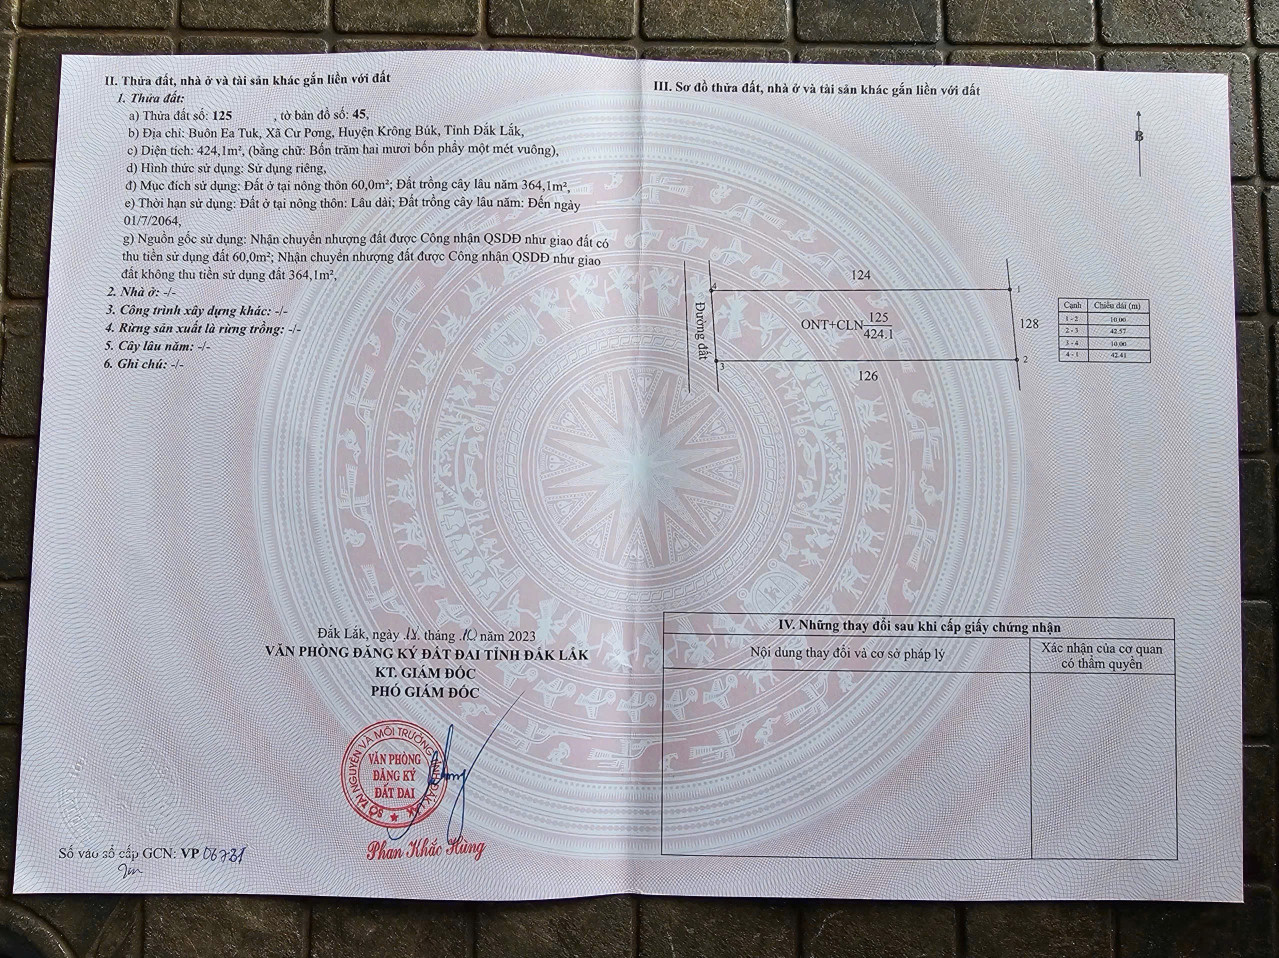 II. Thửa đất, nhà ở và tài sản khác gắn liền với đất
1. Thửa đất:
a) Thửa đất số: 125 , tờ bản đồ số: 45,
b) Địa chỉ: Buôn Ea Tuk, Xã Cư Pơng, Huyện Krông Búk, Tỉnh Đắk Lắk,
c) Diện tích: 424,1m², (bằng chữ: Bốn trăm hai mươi bốn phẩy một mét vuông),
d) Hình thức sử dụng: Sử dụng riêng,
đ) Mục đích sử dụng: Đất ở tại nông thôn 60,0m²; Đất trồng cây lâu năm 364,1m²,
e) Thời hạn sử dụng: Đất ở tại nông thôn: Lâu dài; Đất trồng cây lâu năm: Đến ngày
01/7/2064,
g) Nguồn gốc sử dụng: Nhận chuyển nhượng đất được Công nhận QSDĐ như giao đất có
thu tiền sử dụng đất 60,0m²; Nhận chuyển nhượng đất được Công nhận QSDĐ như giao
đất không thu tiền sử dụng đất 364,1m²,
2. Nhà ở: -/-
3. Công trình xây dựng khác: -/-
4. Rừng sản xuất là rừng trồng: -/-
5. Cây lâu năm: -/-
6. Ghi chú: -/-
Đắk Lắk, ngày 18 tháng 10 năm 2023
VĂN PHÒNG ĐĂNG KÝ ĐẤT ĐAI TỈNH ĐẮK LẮK
KT. GIÁM ĐỐC
PHÓ GIÁM ĐỐC
SỞ TÀI NGUYÊN VÀ MÔI TRƯỜNG TỈNH ĐẮK LẮK
VĂN PHÒNG
ĐĂNG KÝ
ĐẤT ĐAI
Phan Khắc Hùng
Số vào sổ cấp GCN: VP 06731
III. Sơ đồ thửa đất, nhà ở và tài sản khác gắn liền với đất
B
124
4
1
Đường đất
ONT+CLN 125
424.1
128
3
2
126
Cạnh Chiều dài (m)
1 - 2 10.00
2 - 3 42.57
3 - 4 10.00
4 - 1 42.41
IV. Những thay đổi sau khi cấp giấy chứng nhận
Nội dung thay đổi và cơ sở pháp lý
Xác nhận của cơ quan
có thẩm quyền